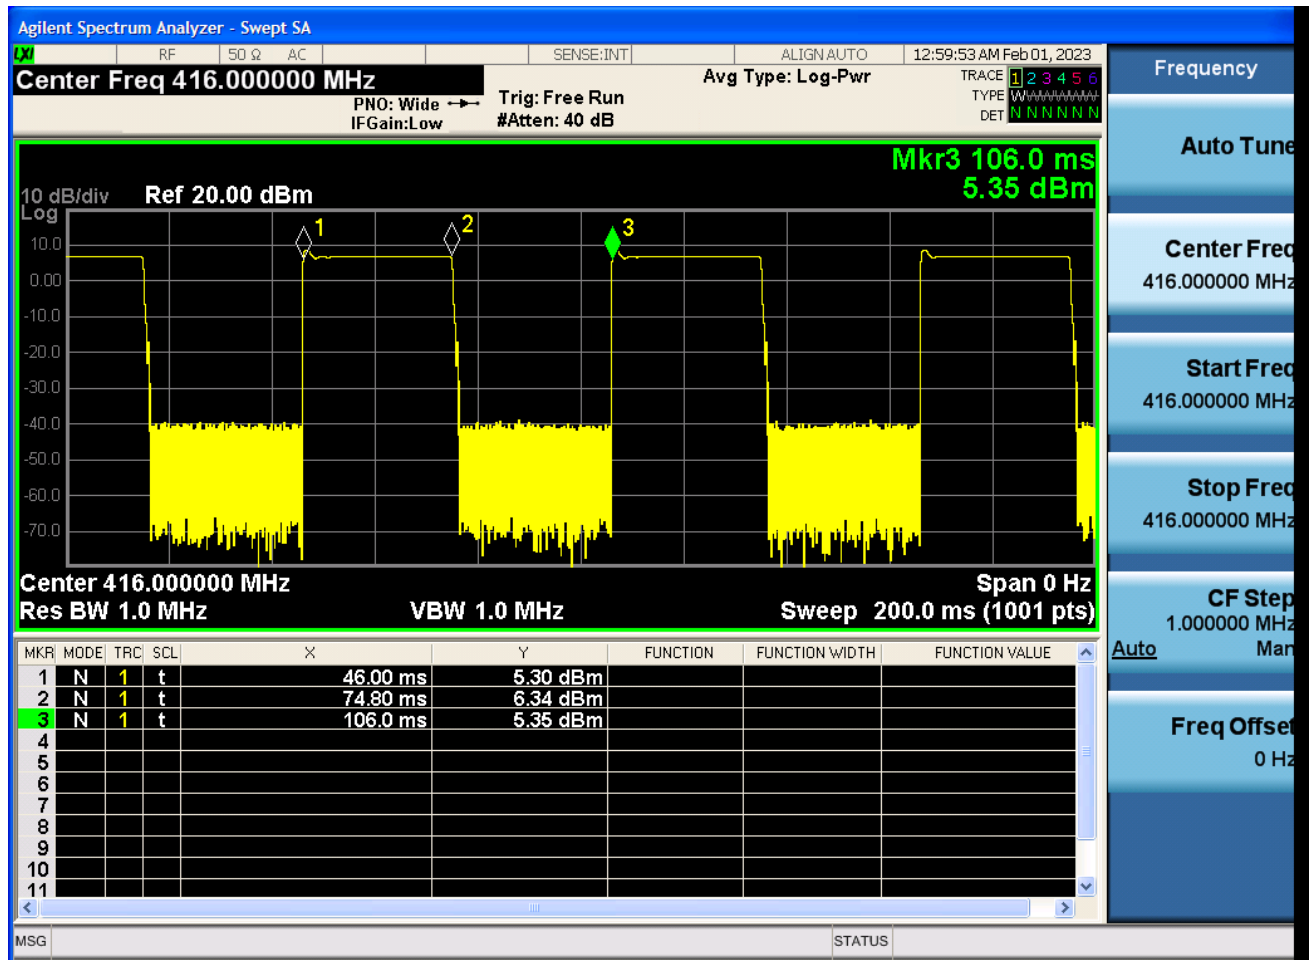 Agilent Spectrum Analyzer - Swept SA
LXI RF 50 Ω AC SENSE:INT ALIGN AUTO 12:59:53 AM Feb 01, 2023
Center Freq 416.000000 MHz
PNO: Wide
IFGain:Low
Trig: Free Run
#Atten: 40 dB
Avg Type: Log-Pwr
TRACE 1 2 3 4 5 6
TYPE W
DET N N N N N N
Mkr3 106.0 ms
5.35 dBm
10 dB/div Ref 20.00 dBm
Log
1 2 3
10.0
0.00
-10.0
-20.0
-30.0
-40.0
-50.0
-60.0
-70.0
Center 416.000000 MHz Span 0 Hz
Res BW 1.0 MHz VBW 1.0 MHz Sweep 200.0 ms (1001 pts)
MKR MODE TRC SCL X Y FUNCTION FUNCTION WIDTH FUNCTION VALUE
1 N 1 t 46.00 ms 5.30 dBm
2 N 1 t 74.80 ms 6.34 dBm
3 N 1 t 106.0 ms 5.35 dBm
4
5
6
7
8
9
10
11
MSG STATUS
Frequency
Auto Tune
Center Freq
416.000000 MHz
Start Freq
416.000000 MHz
Stop Freq
416.000000 MHz
CF Step
1.000000 MHz
Auto Man
Freq Offset
0 Hz